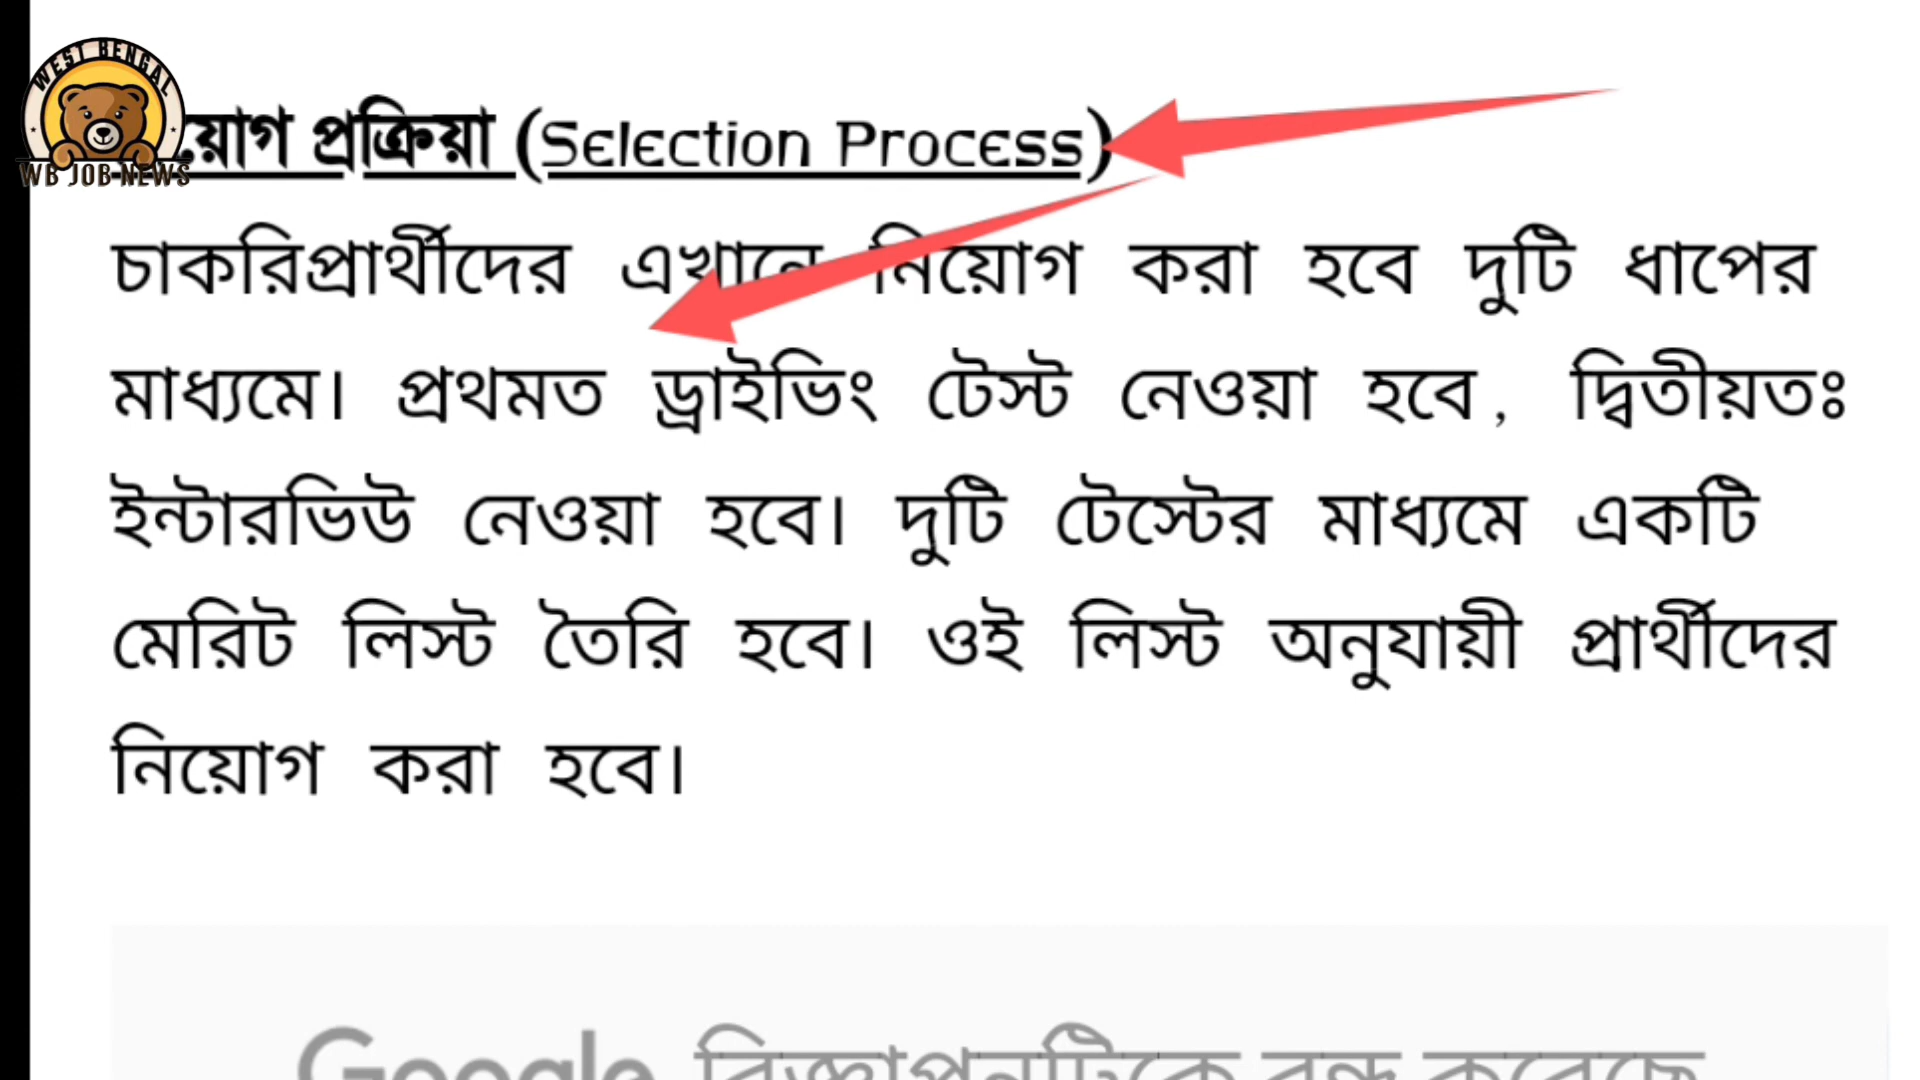 WEST BENGAL
WB JOB NEWS
য়োগ প্রক্রিয়া (Selection Process)
চাকরিপ্রার্থীদের এখানে নিয়োগ করা হবে দুটি ধাপের
মাধ্যমে। প্রথমত ড্রাইভিং টেস্ট নেওয়া হবে, দ্বিতীয়তঃ
ইন্টারভিউ নেওয়া হবে। দুটি টেস্টের মাধ্যমে একটি
মেরিট লিস্ট তৈরি হবে। ওই লিস্ট অনুযায়ী প্রার্থীদের
নিয়োগ করা হবে।
Google বিজ্ঞাপনটিকে বন্ধ করেছে